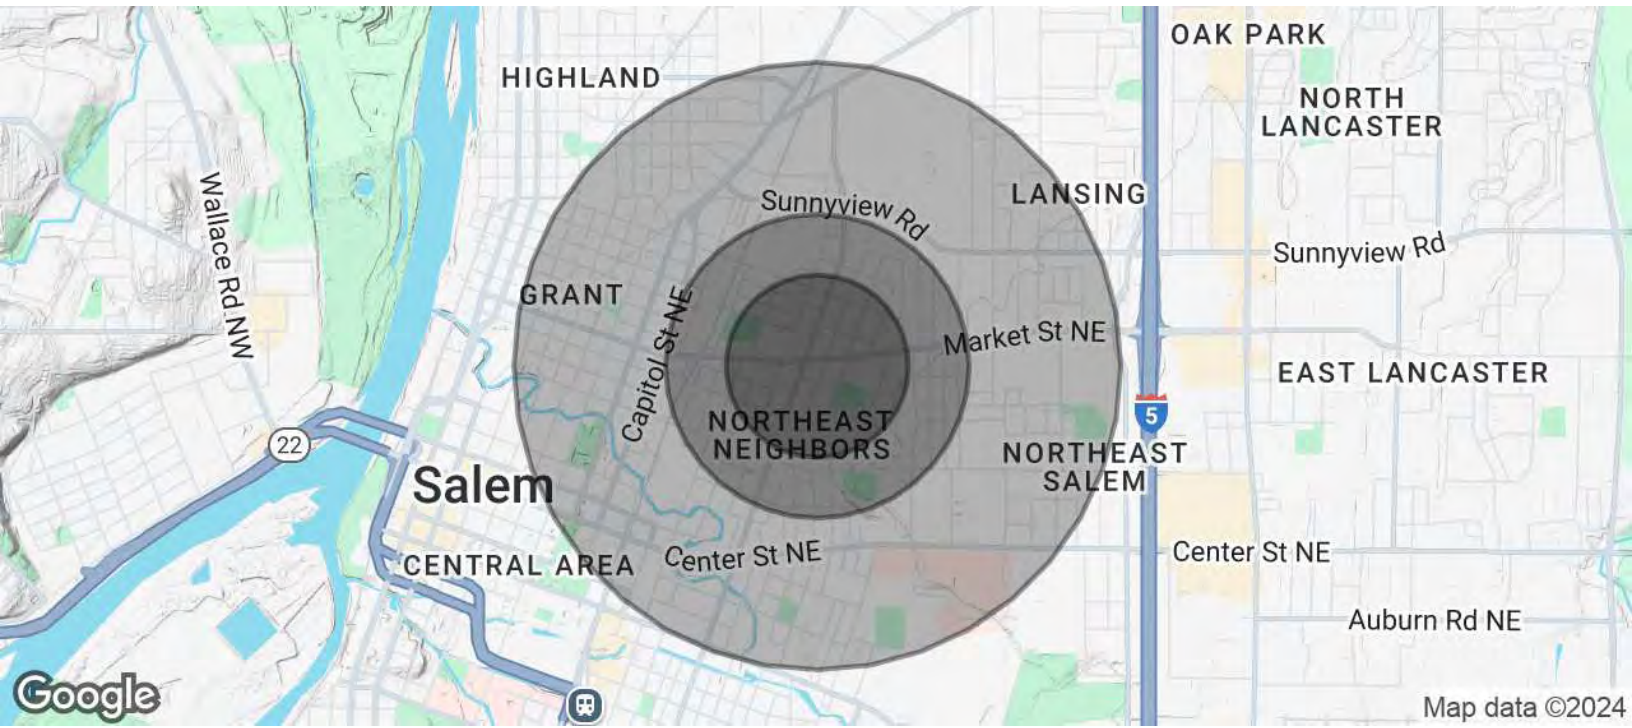 OAK PARK
HIGHLAND
NORTH
LANCASTER
Wallace Rd NW
LANSING
Sunnyview Rd
Sunnyview Rd
GRANT
Capitol St NE
Market St NE
EAST LANCASTER
5
NORTHEAST
NEIGHBORS
22
NORTHEAST
SALEM
Salem
CENTRAL AREA
Center St NE
Center St NE
Auburn Rd NE
Google
Map data ©2024